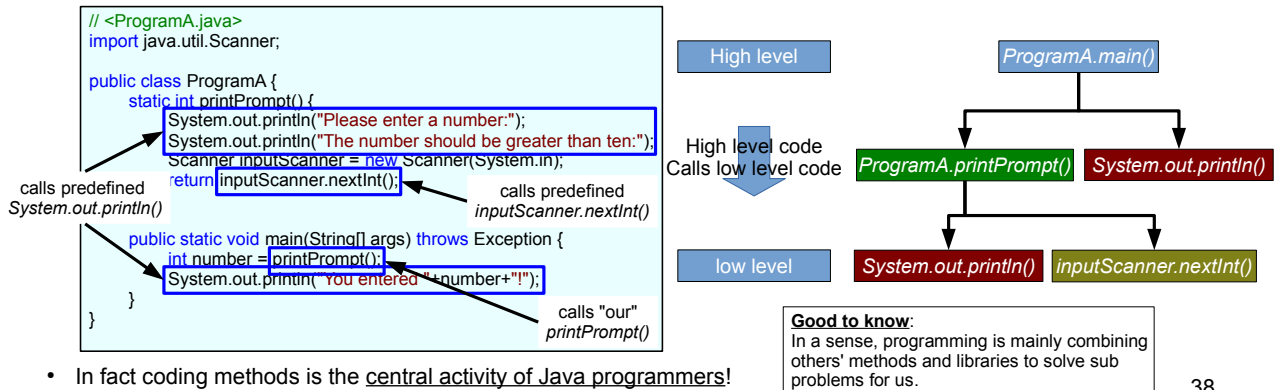 // <ProgramA.java>
import java.util.Scanner;
public class ProgramA {
static int printPrompt() {
System.out.println("Please enter a number:");
System.out.println("The number should be greater than ten:");
Scanner inputScanner = new Scanner(System.in);
return inputScanner.nextInt();
calls predefined
System.out.println()
calls predefined
inputScanner.nextInt()
public static void main(String[] args) throws Exception {
int number = printPrompt();
System.out.println("You entered "+number+"!");
}
}
calls "our"
printPrompt()
High level
High level code
Calls low level code
low level
ProgramA.main()
ProgramA.printPrompt()
System.out.println()
System.out.println()
inputScanner.nextInt()
Good to know:
In a sense, programming is mainly combining
others' methods and libraries to solve sub
problems for us.
• In fact coding methods is the central activity of Java programmers!
38